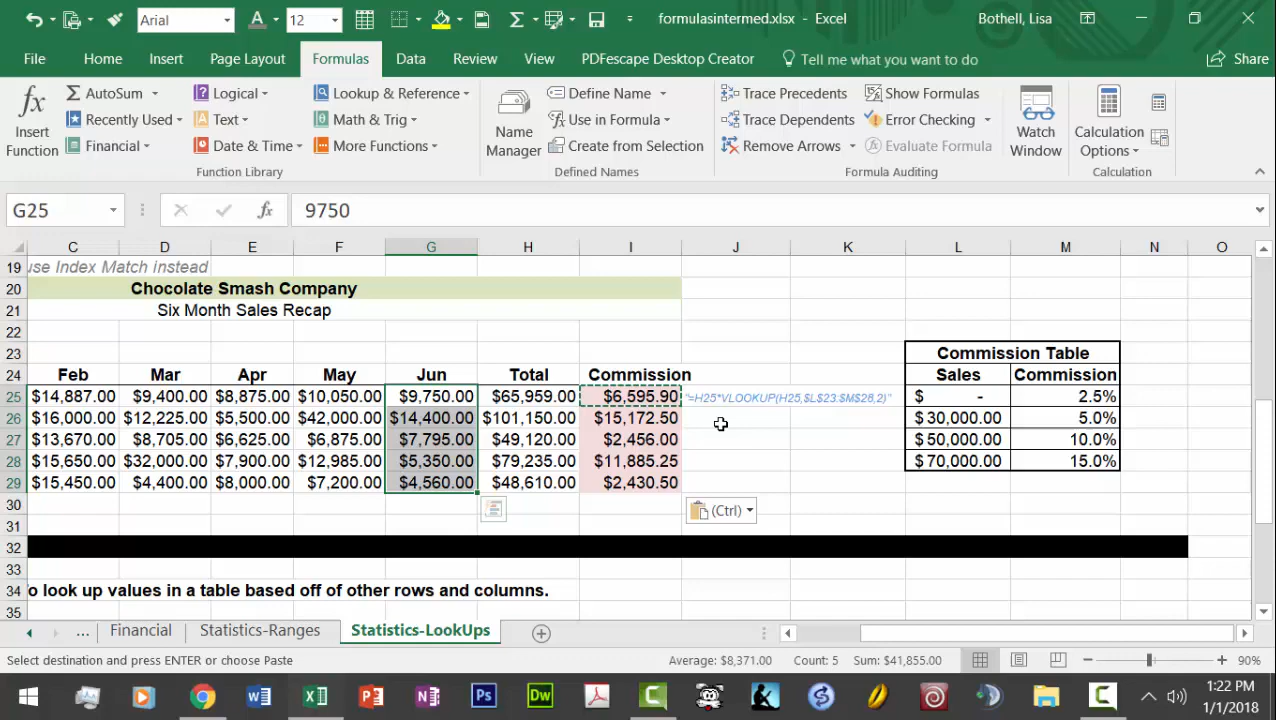 Arial 12 formulasintermed.xlsx - Excel Bothell, Lisa
File Home Insert Page Layout Formulas Data Review View PDFescape Desktop Creator Tell me what you want to do Share
Insert Function
AutoSum Logical Lookup & Reference
Recently Used Text Math & Trig
Financial Date & Time More Functions
Function Library
Name Manager
Define Name
Use in Formula
Create from Selection
Defined Names
Trace Precedents Show Formulas
Trace Dependents Error Checking
Remove Arrows Evaluate Formula
Formula Auditing
Watch Window
Calculation Options
Calculation
G25 fx 9750
C D E F G H I J K L M N O
19 use Index Match instead
20 Chocolate Smash Company
21 Six Month Sales Recap
22
23 Commission Table
24 Feb Mar Apr May Jun Total Commission Sales Commission
25 $14,887.00 $9,400.00 $8,875.00 $10,050.00 $9,750.00 $65,959.00 $6,595.90 "=H25*VLOOKUP(H25,$L$23:$M$28,2)" $ - 2.5%
26 $16,000.00 $12,225.00 $5,500.00 $42,000.00 $14,400.00 $101,150.00 $15,172.50 $ 30,000.00 5.0%
27 $13,670.00 $8,705.00 $6,625.00 $6,875.00 $7,795.00 $49,120.00 $2,456.00 $ 50,000.00 10.0%
28 $15,650.00 $32,000.00 $7,900.00 $12,985.00 $5,350.00 $79,235.00 $11,885.25 $ 70,000.00 15.0%
29 $15,450.00 $4,400.00 $8,000.00 $7,200.00 $4,560.00 $48,610.00 $2,430.50
30
(Ctrl)
31
32
33
34 o look up values in a table based off of other rows and columns.
35
... Financial Statistics-Ranges Statistics-LookUps
Select destination and press ENTER or choose Paste Average: $8,371.00 Count: 5 Sum: $41,855.00 90%
1:22 PM
1/1/2018